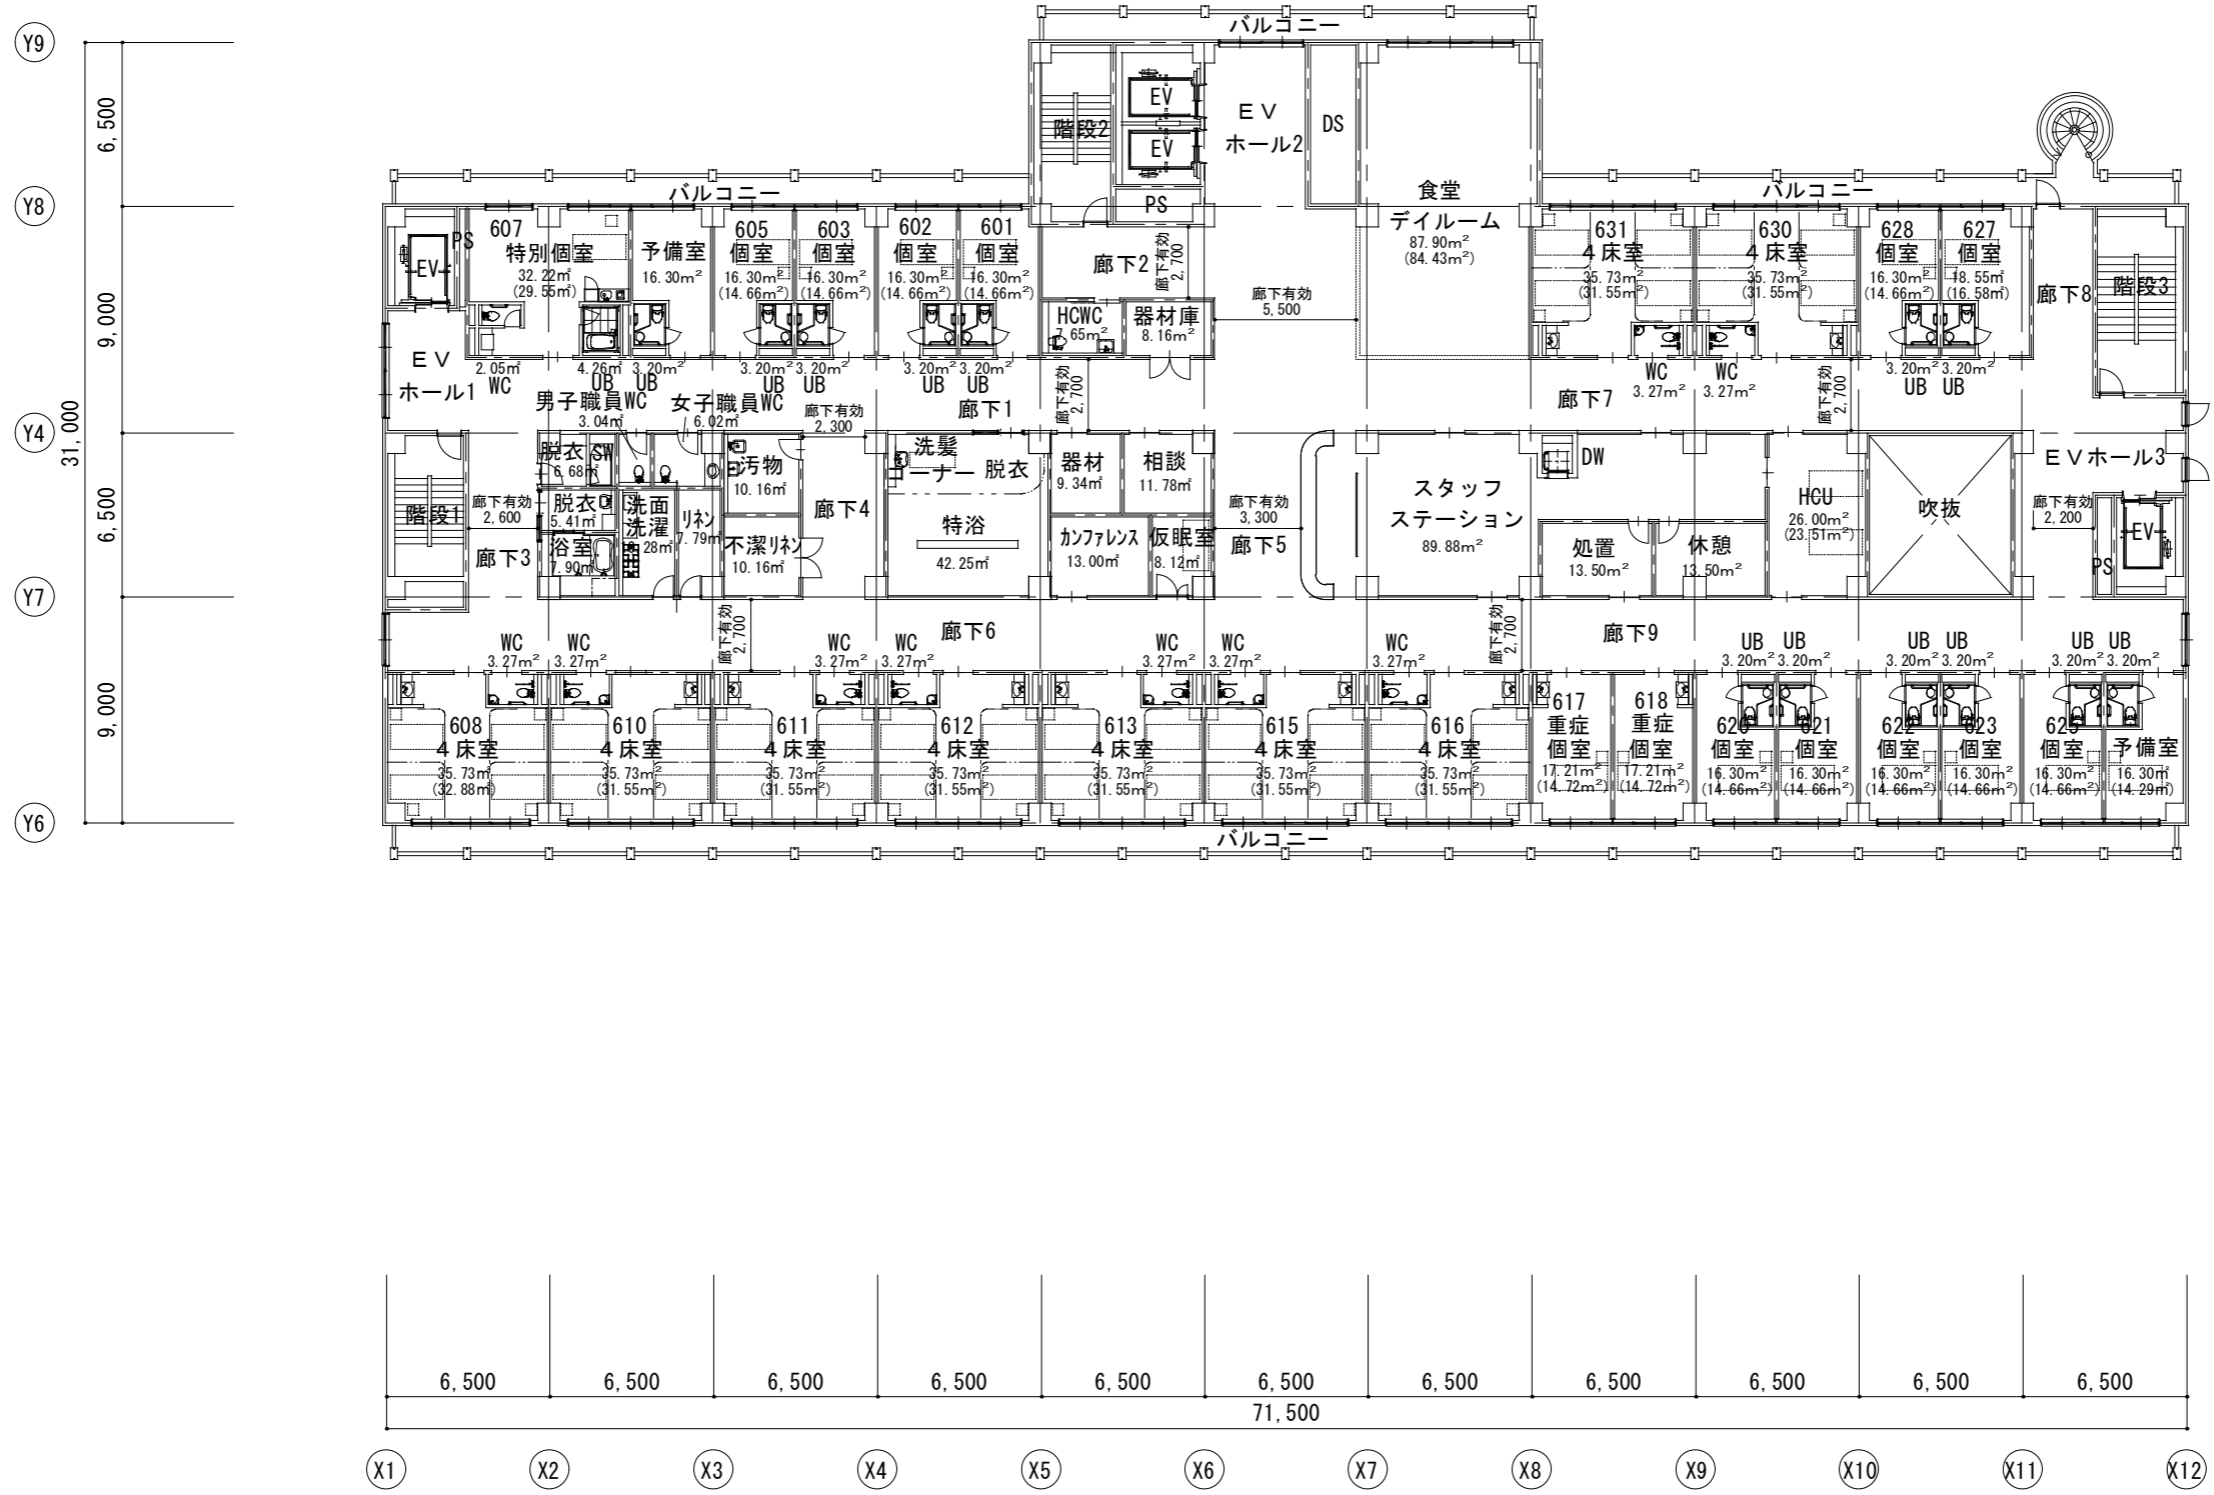 バルコニー
Y9
6,500
階段2
EV
EV
ＥＶ
ホール2
DS
PS
食堂
デイルーム
87.90m²
(84.43m²)
Y8
バルコニー
バルコニー
PS
EV
607
特別個室
32.22㎡
(29.55㎡)
予備室
16.30m²
605
個室
16.30m²
(14.66m²)
603
個室
16.30m²
(14.66m²)
602
個室
16.30m²
(14.66m²)
601
個室
16.30m²
(14.66m²)
廊下2
廊下有効
2,700
631
４床室
35.73m²
(31.55m²)
630
４床室
35.73m²
(31.55m²)
628
個室
16.30m²
(14.66m²)
627
個室
18.55m²
(16.58㎡)
廊下8
階段3
9,000
31,000
HCWC
7.65m²
器材庫
8.16m²
廊下有効
5,500
ＥＶ
ホール1
2.05㎡
WC
4.26㎡
UB
3.20m²
UB
3.20m²
UB
3.20m²
UB
3.20m²
UB
3.20m²
UB
男子職員WC
3.04㎡
女子職員WC
6.02㎡
廊下有効
2,300
廊下1
廊下有効
2,700
廊下7
WC
3.27m²
WC
3.27m²
廊下有効
2,700
3.20m²
UB
3.20m²
UB
Y4
脱衣
6.68㎡
SW
汚物
10.16㎡
洗髪
脱衣
器材
9.34㎡
相談
11.78㎡
DW
ＥＶホール3
6,500
階段1
廊下有効
2,600
廊下3
脱衣
5.41㎡
洗面
洗濯
浴室
7.90㎡
ﾘﾈﾝ
7.79㎡
不潔ﾘﾈﾝ
10.16㎡
廊下4
特浴
42.25㎡
ｶﾝﾌｧﾚﾝｽ
13.00㎡
仮眠室
8.12㎡
廊下有効
3,300
廊下5
スタッフ
ステーション
89.88m²
処置
13.50m²
休憩
13.50m²
HCU
26.00m²
(23.51㎡)
吹抜
廊下有効
2,200
EV
PS
Y7
廊下有効
2,700
廊下6
廊下有効
2,700
廊下9
WC
3.27m²
WC
3.27m²
WC
3.27m²
WC
3.27m²
WC
3.27m²
WC
3.27m²
WC
3.27m²
UB
3.20m²
UB
3.20m²
UB
3.20m²
UB
3.20m²
UB
3.20m²
UB
3.20m²
9,000
608
４床室
35.73㎡
(32.88m²)
610
４床室
35.73㎡
(31.55m²)
611
４床室
35.73㎡
(31.55m²)
612
４床室
35.73㎡
(31.55m²)
613
４床室
35.73㎡
(31.55m²)
615
４床室
35.73㎡
(31.55m²)
616
４床室
35.73㎡
(31.55m²)
617
重症
個室
17.21m²
(14.72m²)
618
重症
個室
17.21m²
(14.72m²)
620
個室
16.30m²
(14.66m²)
621
個室
16.30m²
(14.66m²)
622
個室
16.30m²
(14.66m²)
623
個室
16.30m²
(14.66m²)
625
個室
16.30m²
(14.66m²)
予備室
16.30㎡
(14.29㎡)
Y6
バルコニー
6,500
6,500
6,500
6,500
6,500
6,500
6,500
6,500
6,500
6,500
6,500
71,500
X1
X2
X3
X4
X5
X6
X7
X8
X9
X10
X11
X12